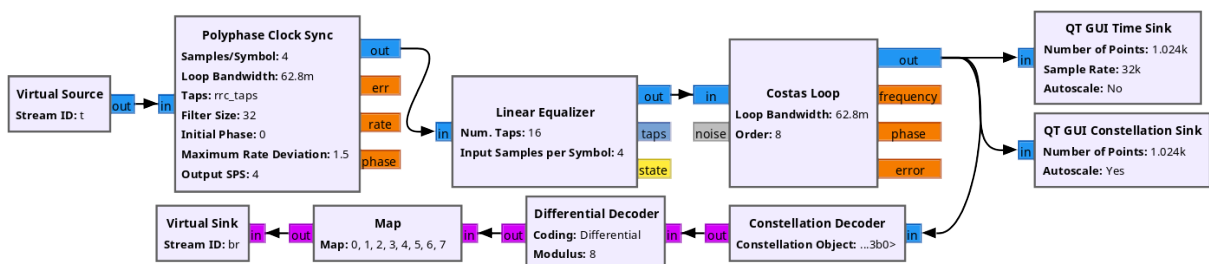 Virtual Source
Stream ID: t
out
in
Polyphase Clock Sync
Samples/Symbol: 4
Loop Bandwidth: 62.8m
Taps: rrc_taps
Filter Size: 32
Initial Phase: 0
Maximum Rate Deviation: 1.5
Output SPS: 4
out
err
rate
phase
in
Linear Equalizer
Num. Taps: 16
Input Samples per Symbol: 4
out
taps
state
in
noise
Costas Loop
Loop Bandwidth: 62.8m
Order: 8
out
frequency
phase
error
in
QT GUI Time Sink
Number of Points: 1.024k
Sample Rate: 32k
Autoscale: No
in
QT GUI Constellation Sink
Number of Points: 1.024k
Autoscale: Yes
Virtual Sink
Stream ID: br
in
out
Map
Map: 0, 1, 2, 3, 4, 5, 6, 7
in
out
Differential Decoder
Coding: Differential
Modulus: 8
in
out
Constellation Decoder
Constellation Object: ...3b0>
in